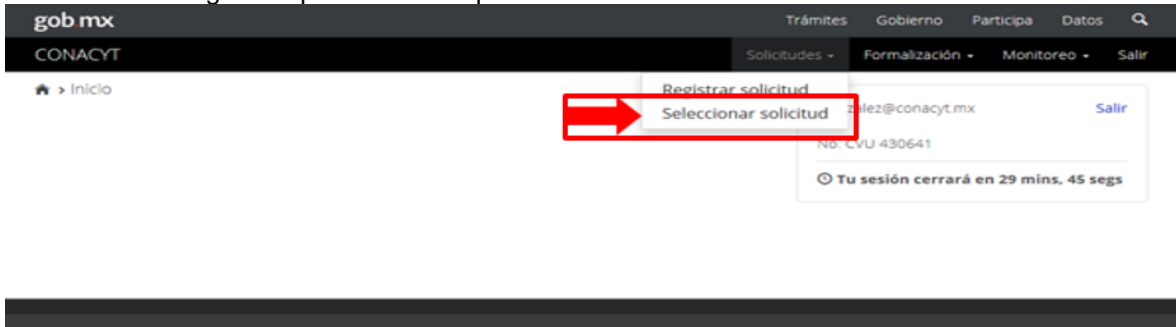 gob.mx Trámites Gobierno Participa Datos
CONACYT Solicitudes Formalización Monitoreo Salir
> Inicio
Registrar solicitud
Seleccionar solicitud
alez@conacyt.mx Salir
No. CVU 430641
Tu sesión cerrará en 29 mins, 45 segs